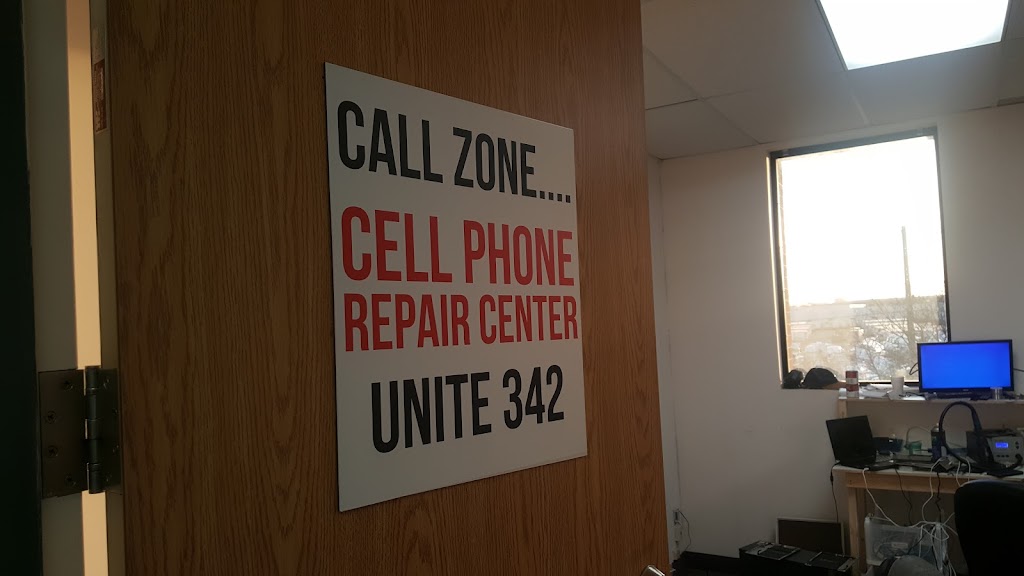 CALL ZONE....
CELL PHONE
REPAIR CENTER
UNITE 342